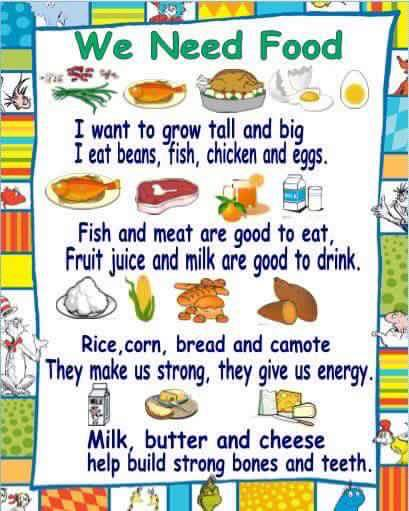 We Need Food
I want to grow tall and big
I eat beans, fish, chicken and eggs.
Fish and meat are good to eat,
Fruit juice and milk are good to drink.
Rice,corn, bread and camote
They make us strong, they give us energy.
MILK
Milk, butter and cheese
help build strong bones and teeth.